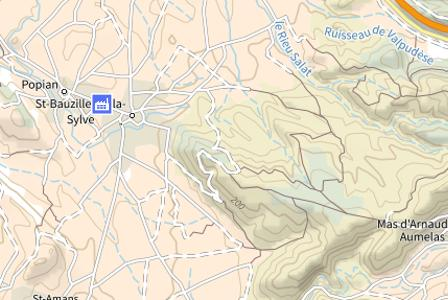 le Rieu Salat
Ruisseau de Valpudèse
Popian
St-Bauzille la-
Sylve
200
Mas d'Arnaud
Aumelas
St-Amans